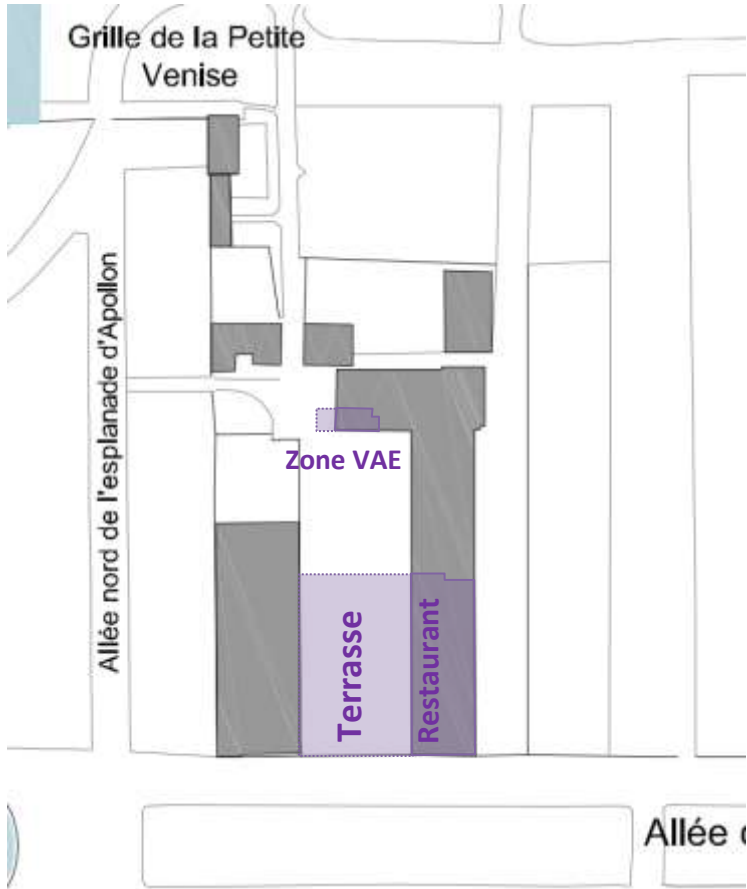 Grille de la Petite
Venise
Allée nord de l'esplanade d'Apollon
Zone VAE
Terrasse
Restaurant
Allée